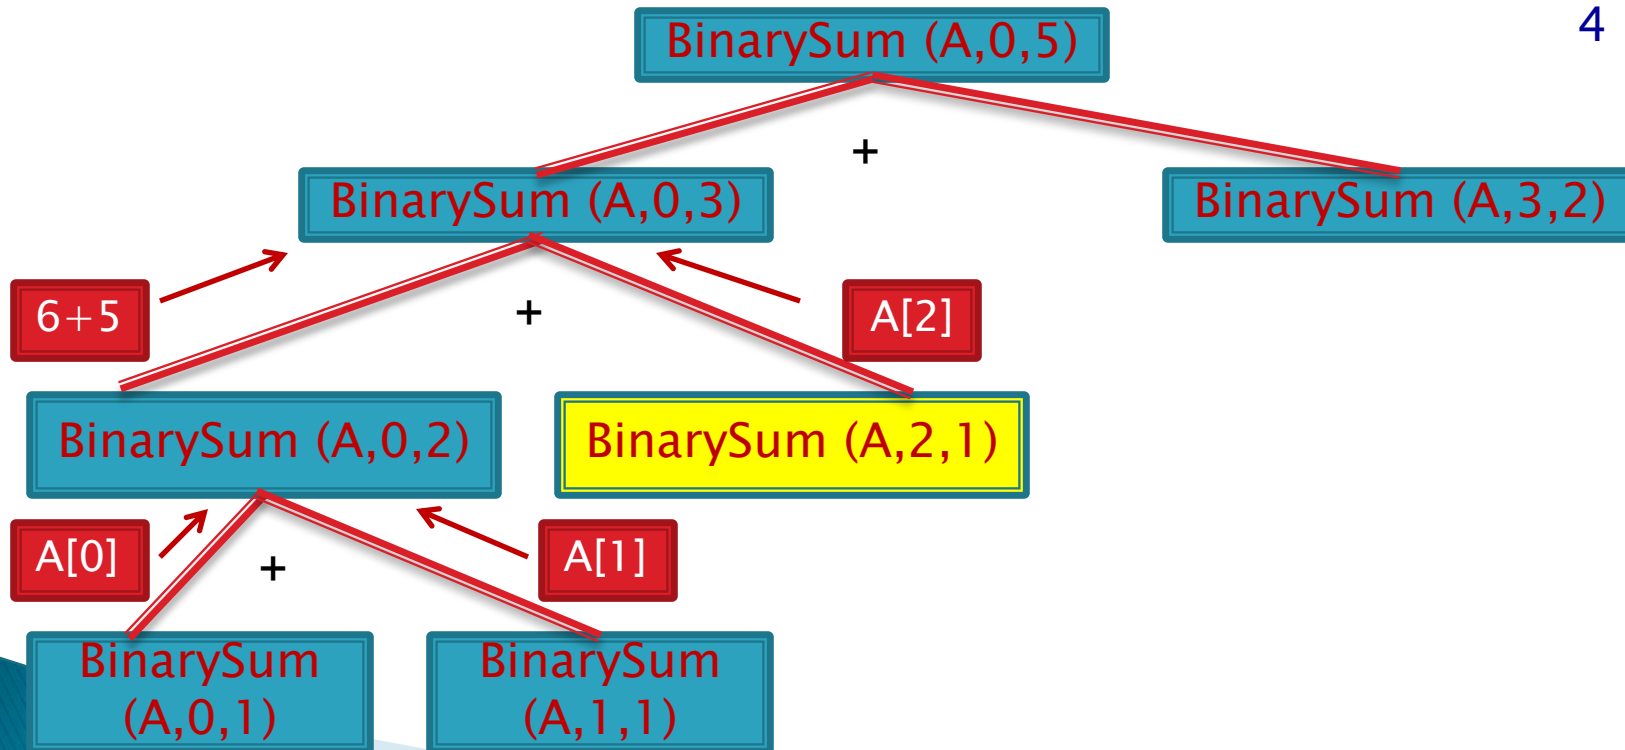 4
BinarySum (A,0,5)
+
BinarySum (A,0,3)
BinarySum (A,3,2)
6+5
+
A[2]
BinarySum (A,0,2)
BinarySum (A,2,1)
A[0]
+
A[1]
BinarySum
(A,0,1)
BinarySum
(A,1,1)